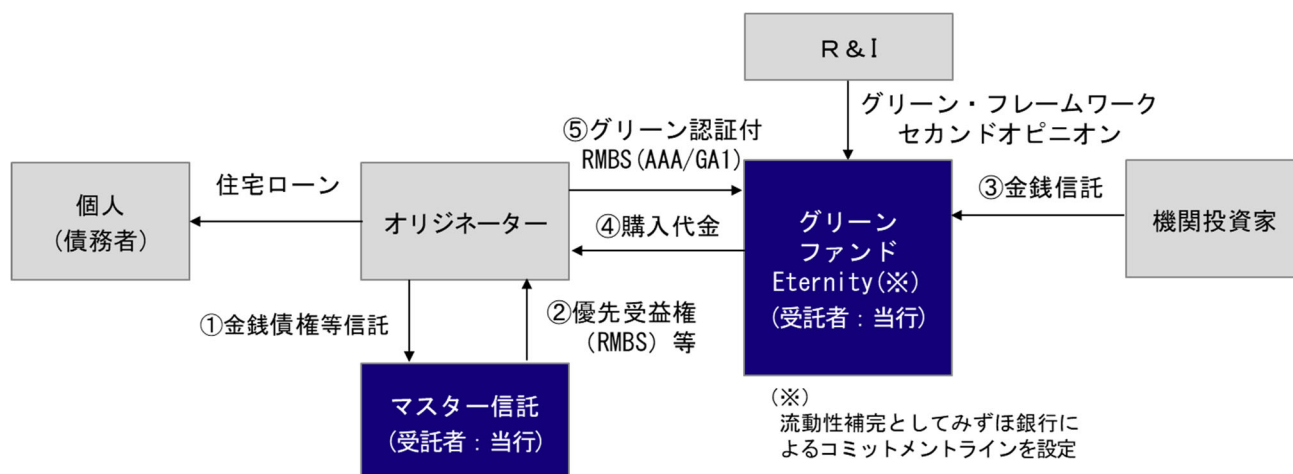 R&I
グリーン・フレームワーク
セカンドオピニオン
⑤グリーン認証付
RMBS(AAA/GA1)
住宅ローン
個人
(債務者)
オリジネーター
④購入代金
グリーン
ファンド
Eternity(※)
(受託者:当行)
③金銭信託
機関投資家
①金銭債権等信託
②優先受益権
(RMBS)等
マスター信託
(受託者:当行)
(※)
流動性補完としてみずほ銀行に
よるコミットメントラインを設定